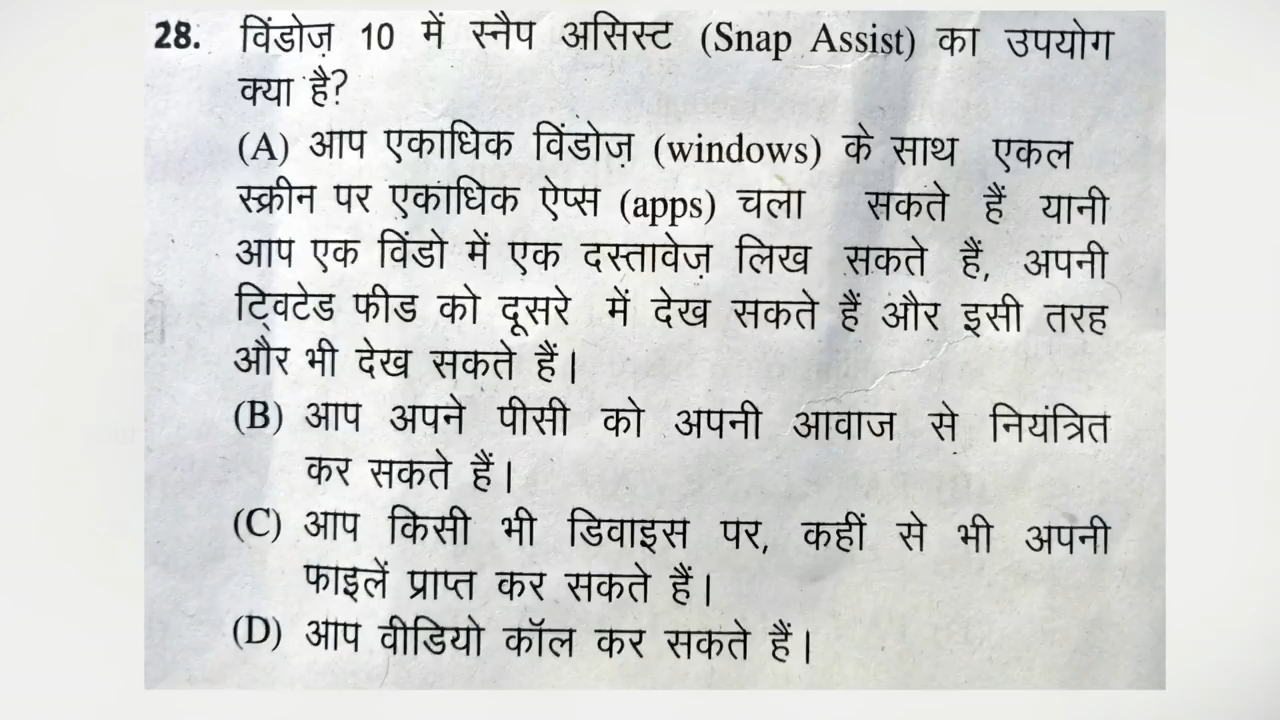 28. विंडोज़ 10 में स्नैप असिस्ट (Snap Assist) का उपयोग
क्या है?
(A) आप एकाधिक विंडोज़ (windows) के साथ एकल
स्क्रीन पर एकाधिक ऐप्स (apps) चला सकते हैं यानी
आप एक विंडो में एक दस्तावेज़ लिख सकते हैं, अपनी
ट्विटेड फीड को दूसरे में देख सकते हैं और इसी तरह
और भी देख सकते हैं।
(B) आप अपने पीसी को अपनी आवाज से नियंत्रित
कर सकते हैं।
(C) आप किसी भी डिवाइस पर, कहीं से भी अपनी
फाइलें प्राप्त कर सकते हैं।
(D) आप वीडियो कॉल कर सकते हैं।